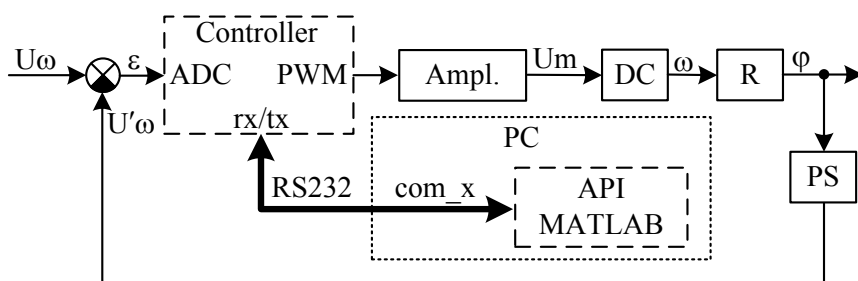 Controller
Uω
ε
ADC
PWM
Ampl.
Um
DC
ω
R
φ
U'ω
rx/tx
PC
PS
RS232
com_x
API
MATLAB